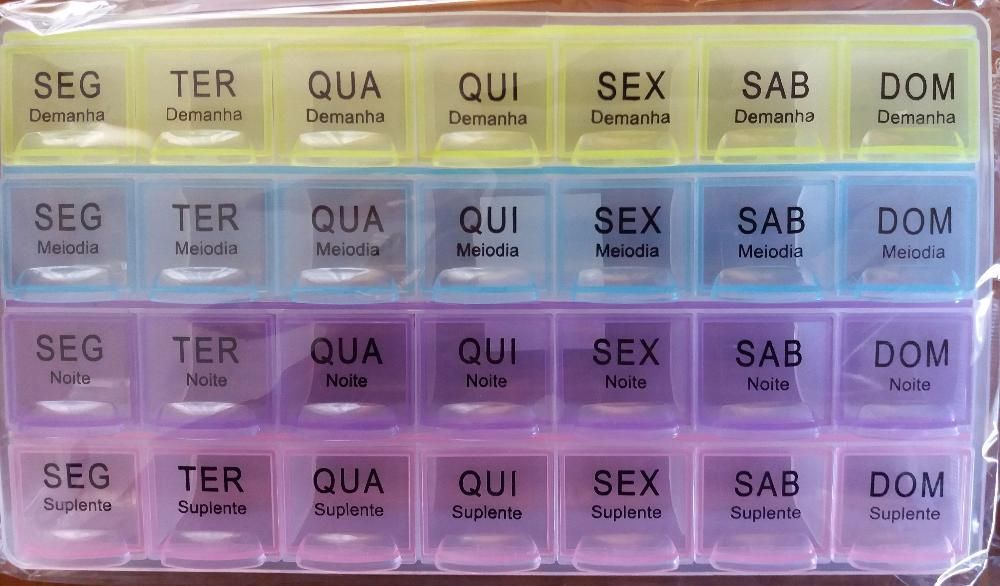 SEG TER QUA QUI SEX SAB DOM
Demanha Demanha Demanha Demanha Demanha Demanha Demanha
SEG TER QUA QUI SEX SAB DOM
Meiodia Meiodia Meiodia Meiodia Meiodia Meiodia Meiodia
SEG TER QUA QUI SEX SAB DOM
Noite Noite Noite Noite Noite Noite Noite
SEG TER QUA QUI SEX SAB DOM
Suplente Suplente Suplente Suplente Suplente Suplente Suplente